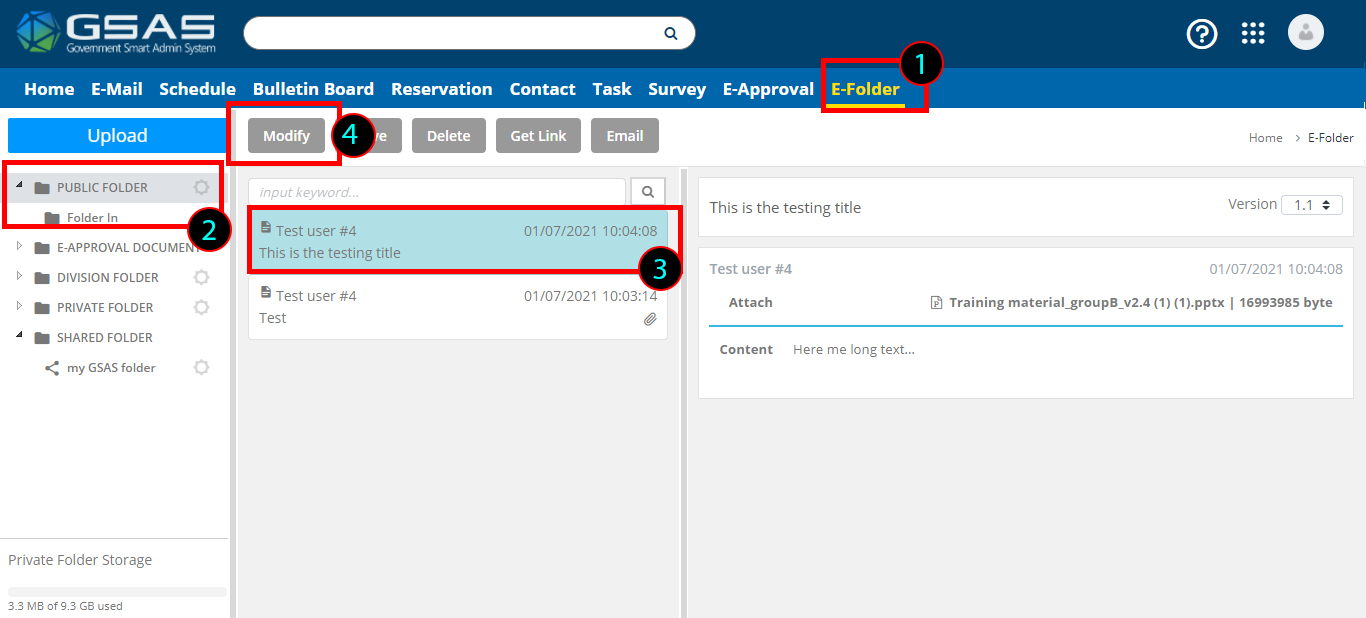 GSAS
Government Smart Admin System
?
1
Home E-Mail Schedule Bulletin Board Reservation Contact Task Survey E-Approval E-Folder
Upload
Modify
4
ve
Delete
Get Link
Email
Home > E-Folder
PUBLIC FOLDER
Folder In
2
E-APPROVAL DOCUMENT
DIVISION FOLDER
PRIVATE FOLDER
SHARED FOLDER
my GSAS folder
Private Folder Storage
3.3 MB of 9.3 GB used
input keyword...
Test user #4 01/07/2021 10:04:08
This is the testing title
3
Test user #4 01/07/2021 10:03:14
Test
This is the testing title
Version 1.1
Test user #4 01/07/2021 10:04:08
Attach Training material_groupB_v2.4 (1) (1).pptx | 16993985 byte
Content Here me long text...